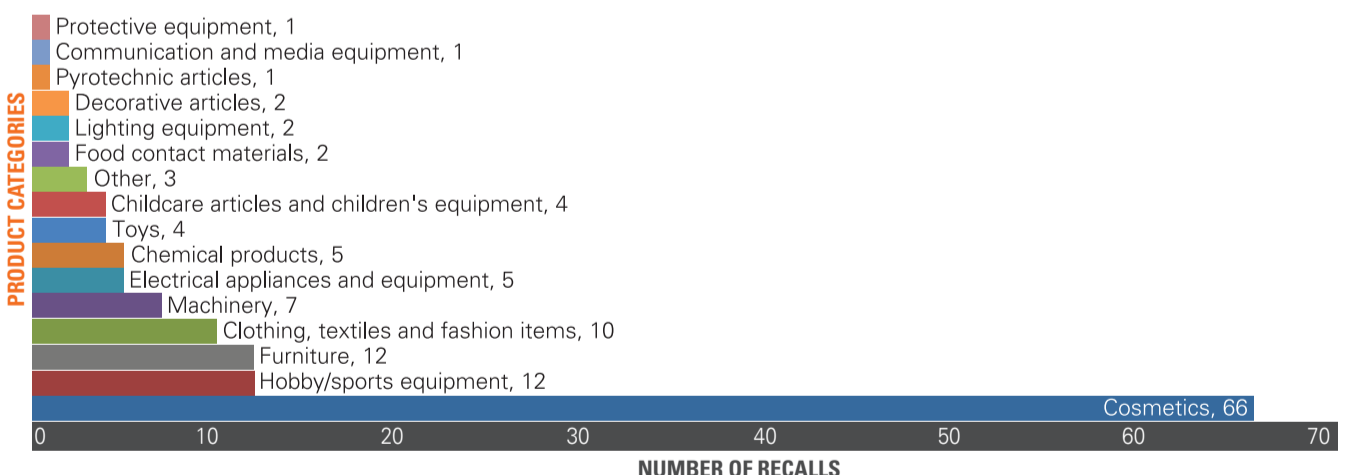 PRODUCT CATEGORIES
Protective equipment, 1
Communication and media equipment, 1
Pyrotechnic articles, 1
Decorative articles, 2
Lighting equipment, 2
Food contact materials, 2
Other, 3
Childcare articles and children's equipment, 4
Toys, 4
Chemical products, 5
Electrical appliances and equipment, 5
Machinery, 7
Clothing, textiles and fashion items, 10
Furniture, 12
Hobby/sports equipment, 12
Cosmetics, 66
0 10 20 30 40 50 60 70
NUMBER OF RECALLS